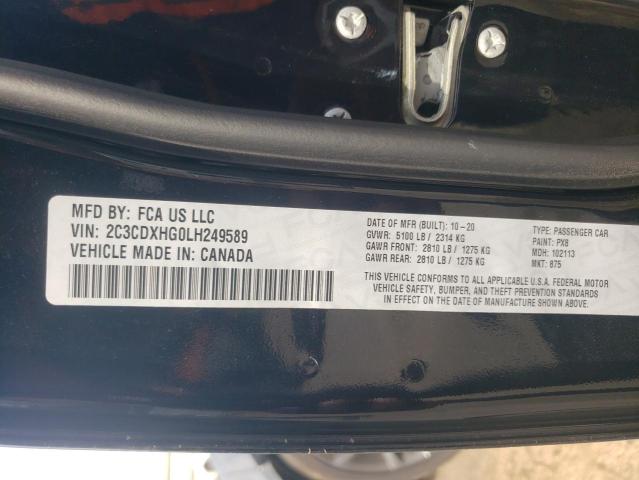 MFD BY: FCA US LLC
VIN: 2C3CDXHG0LH249589
VEHICLE MADE IN: CANADA
DATE OF MFR (BUILT): 10-20
GVWR: 5100 LB / 2314 KG
GAWR FRONT: 2810 LB / 1275 KG
GAWR REAR: 2810 LB / 1275 KG
TYPE: PASSENGER CAR
PAINT: PX8
MDH: 102113
MKT: 875
THIS VEHICLE CONFORMS TO ALL APPLICABLE U.S.A. FEDERAL MOTOR
VEHICLE SAFETY, BUMPER, AND THEFT PREVENTION STANDARDS
IN EFFECT ON THE DATE OF MANUFACTURE SHOWN ABOVE.